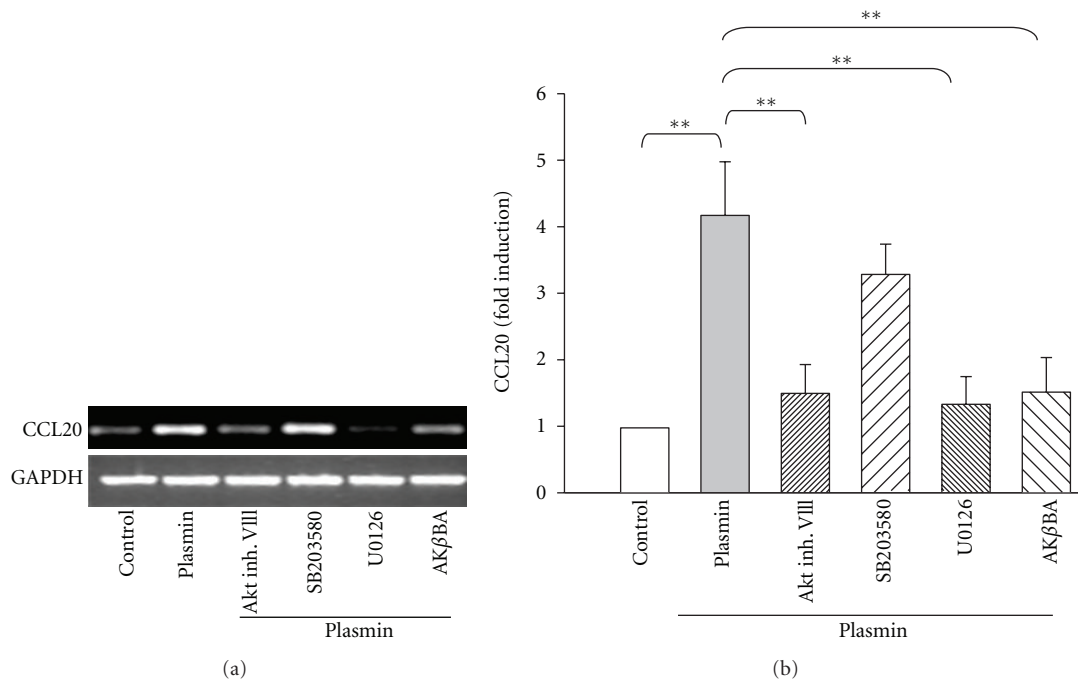 CCL20
GAPDH
Control
Plasmin
Akt inh. VIII
SB203580
U0126
AKβBA
Plasmin
(a)
**
**
**
**
6
5
4
3
2
1
0
CCL20 (fold induction)
Control
Plasmin
Akt inh. VIII
SB203580
U0126
AKβBA
Plasmin
(b)